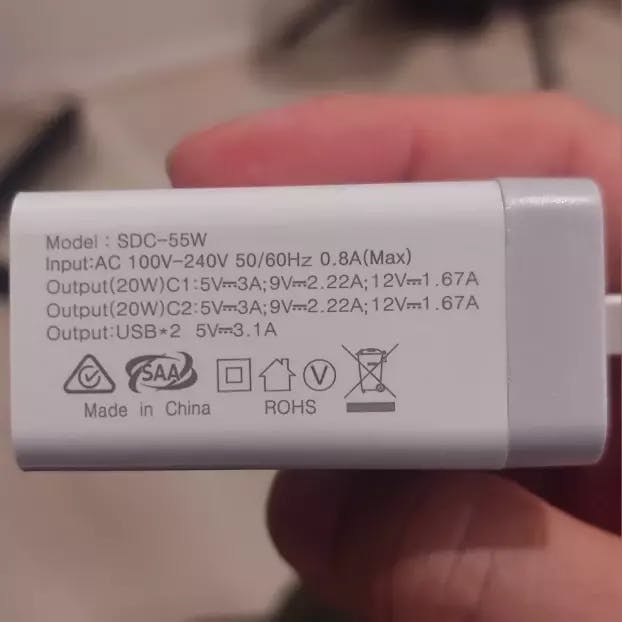 Model : SDC-55W
Input:AC 100V-240V 50/60Hz 0.8A(Max)
Output(20W)C1:5V⎓3A;9V⎓2.22A;12V⎓1.67A
Output(20W)C2:5V⎓3A;9V⎓2.22A;12V⎓1.67A
Output:USB*2 5V⎓3.1A
SAA V
Made in China ROHS